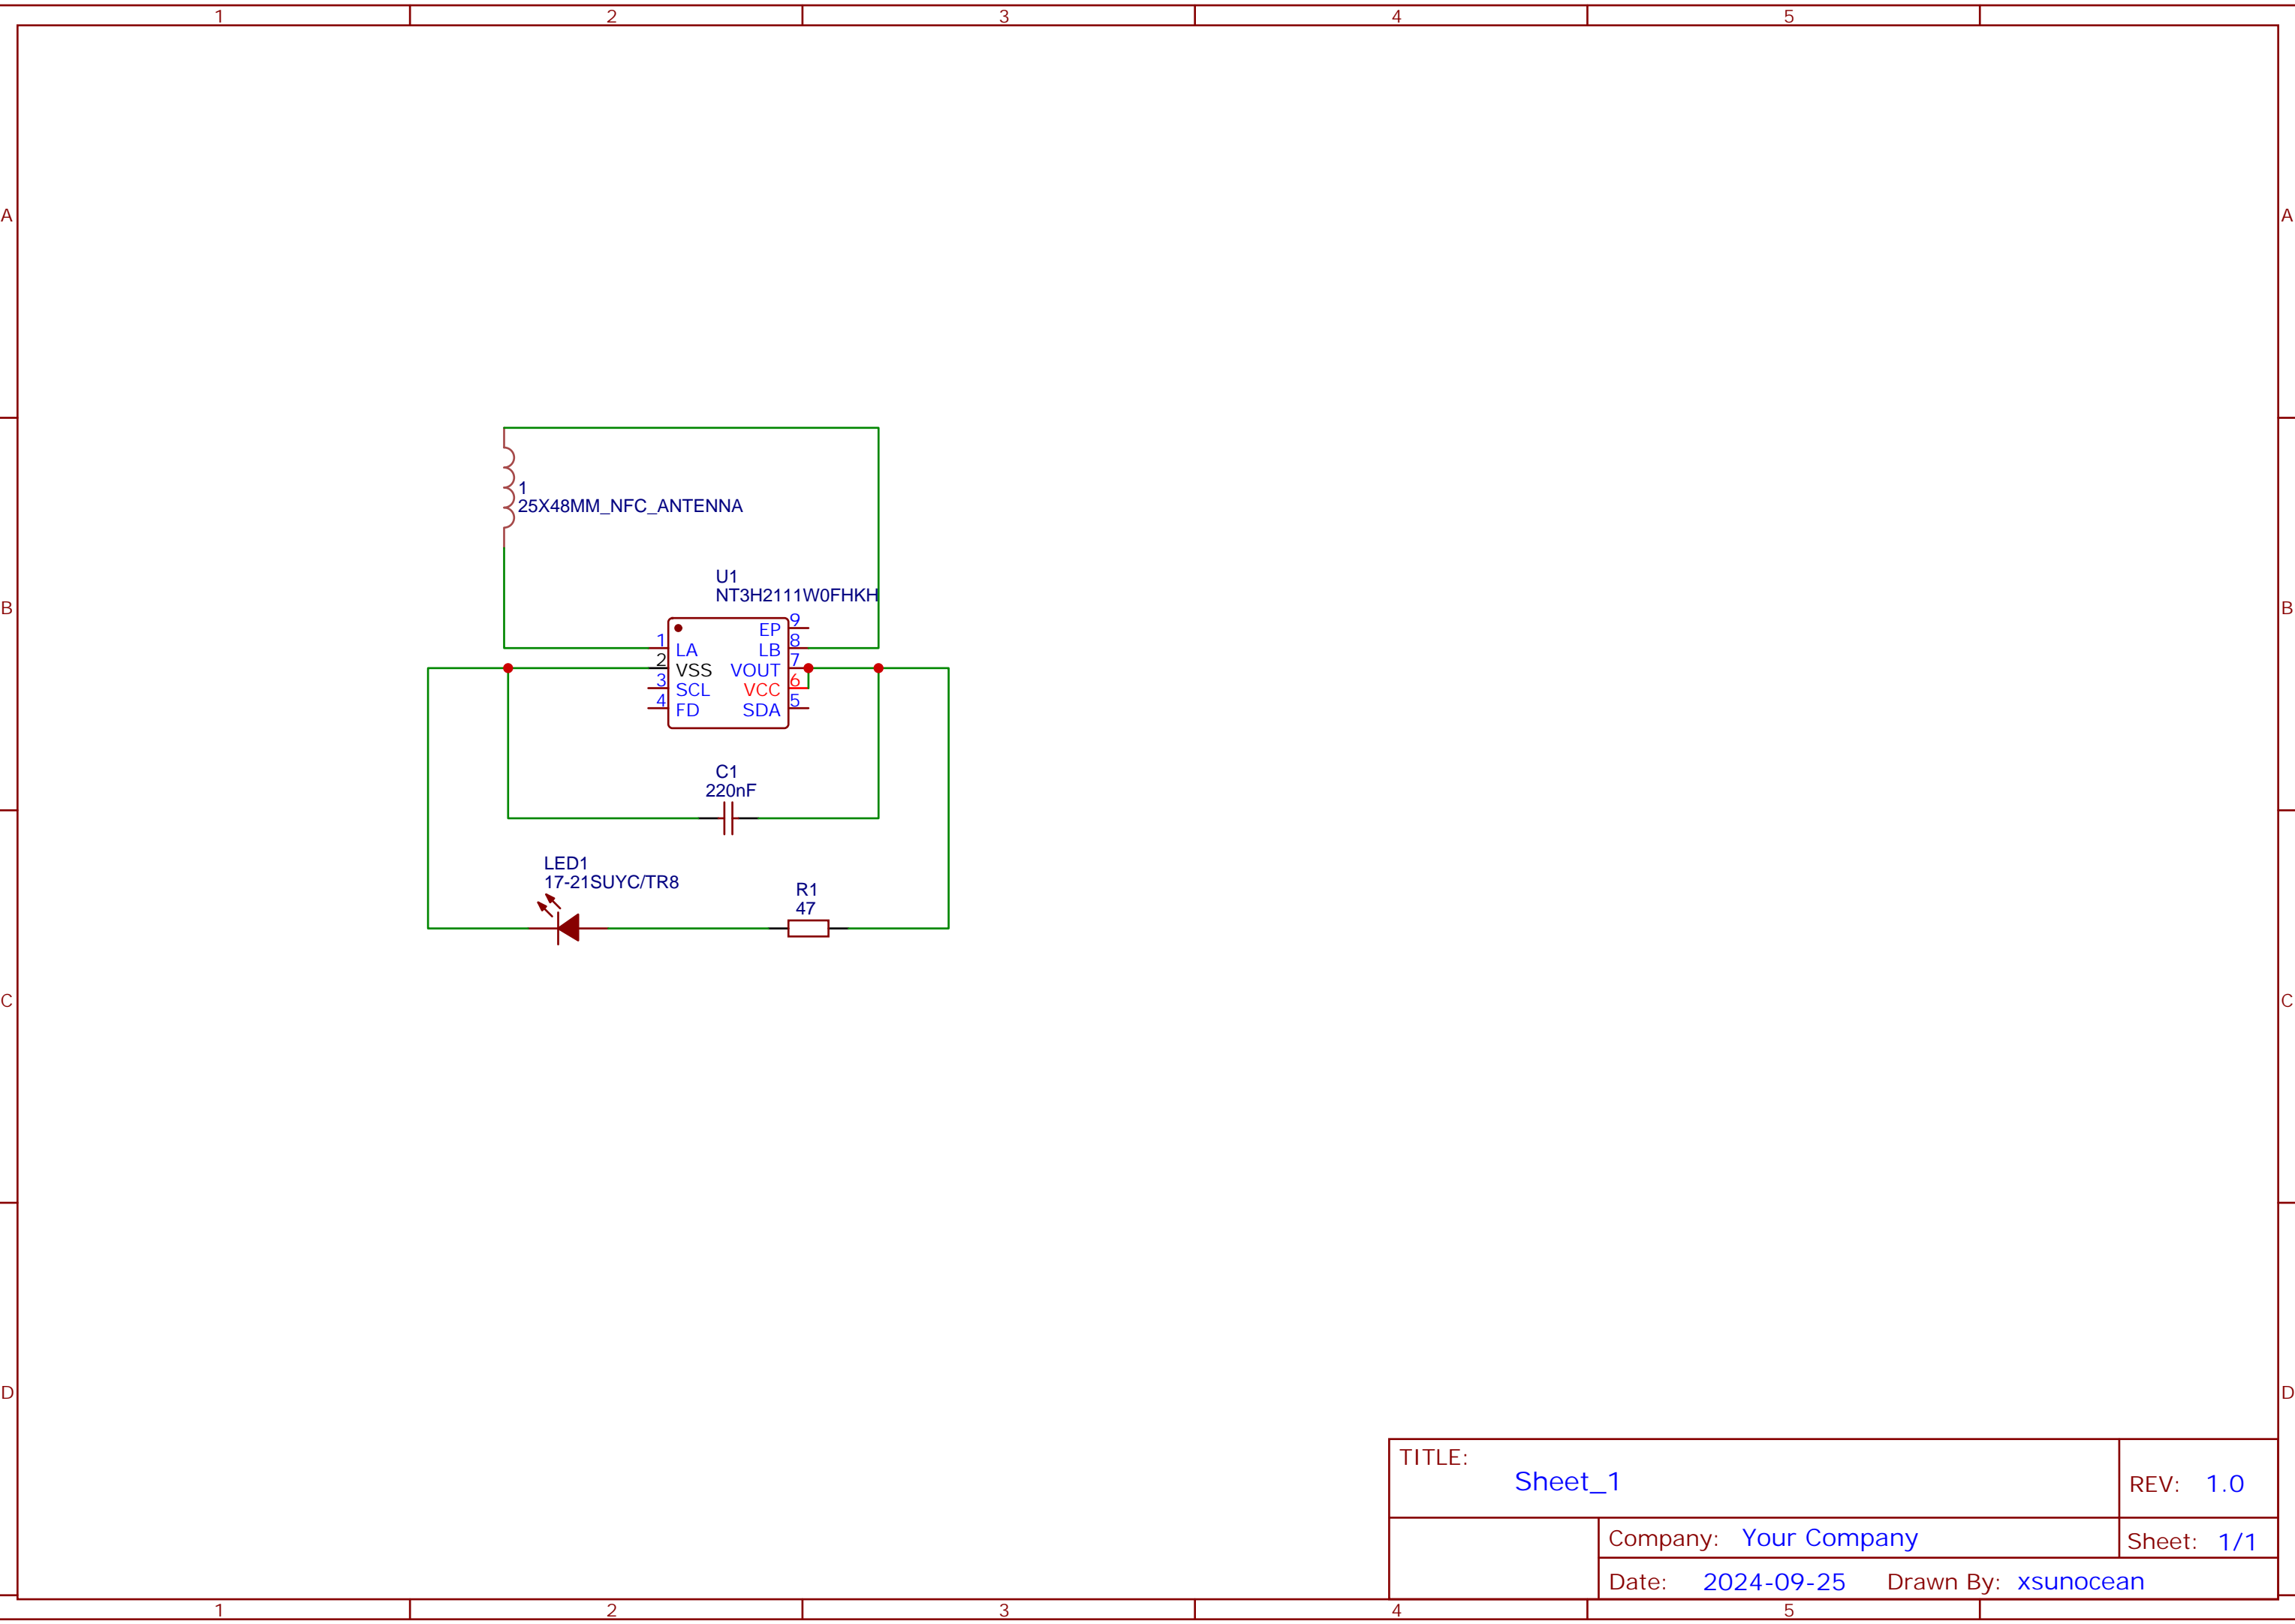 1 2 3 4 5
A A
1
25X48MM_NFC_ANTENNA
U1
NT3H2111W0FHKH
B B
EP 9
1 LA LB 8
2 VSS VOUT 7
3 SCL VCC 6
4 FD SDA 5
C1
220nF
LED1
17-21SUYC/TR8
R1
47
C C
D D
TITLE:
Sheet_1
REV: 1.0
Company: Your Company
Sheet: 1/1
Date: 2024-09-25 Drawn By: xsunocean
1 2 3 4 5